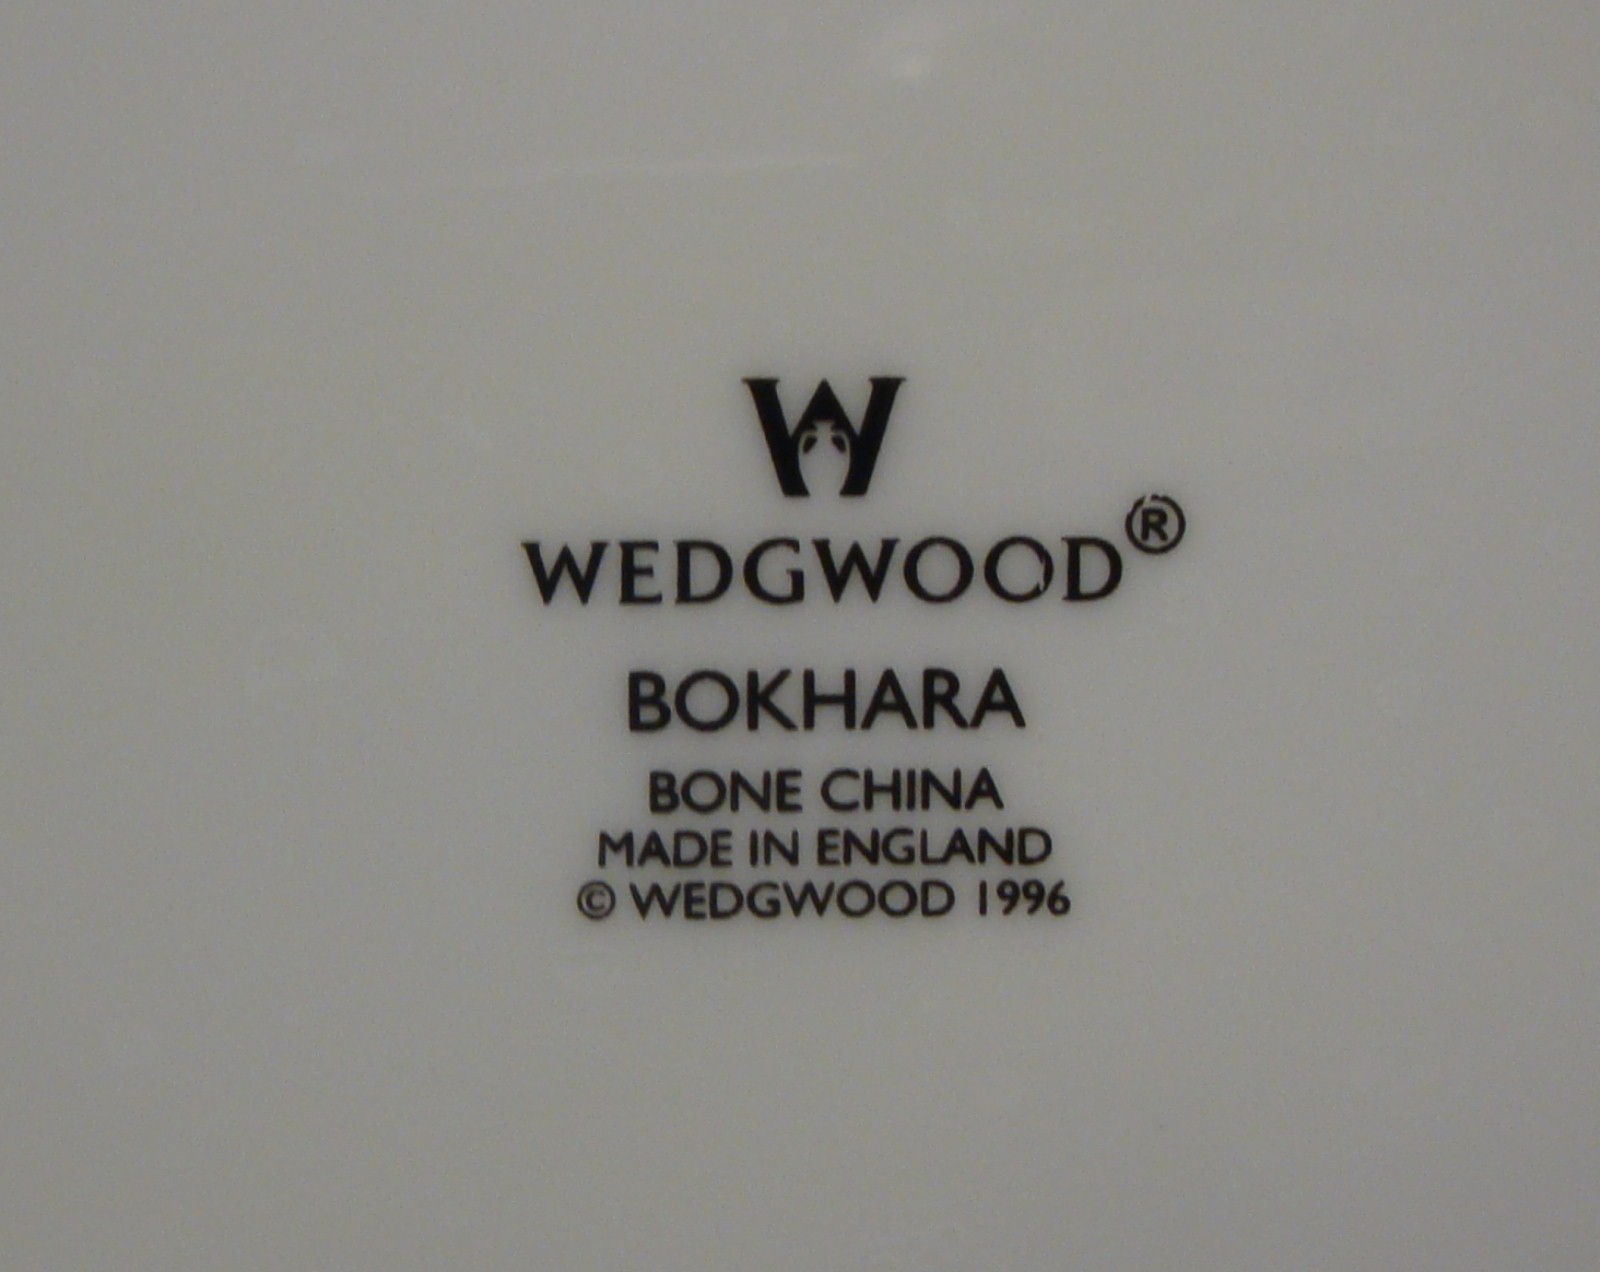 W
WEDGWOOD®
BOKHARA
BONE CHINA
MADE IN ENGLAND
© WEDGWOOD 1996